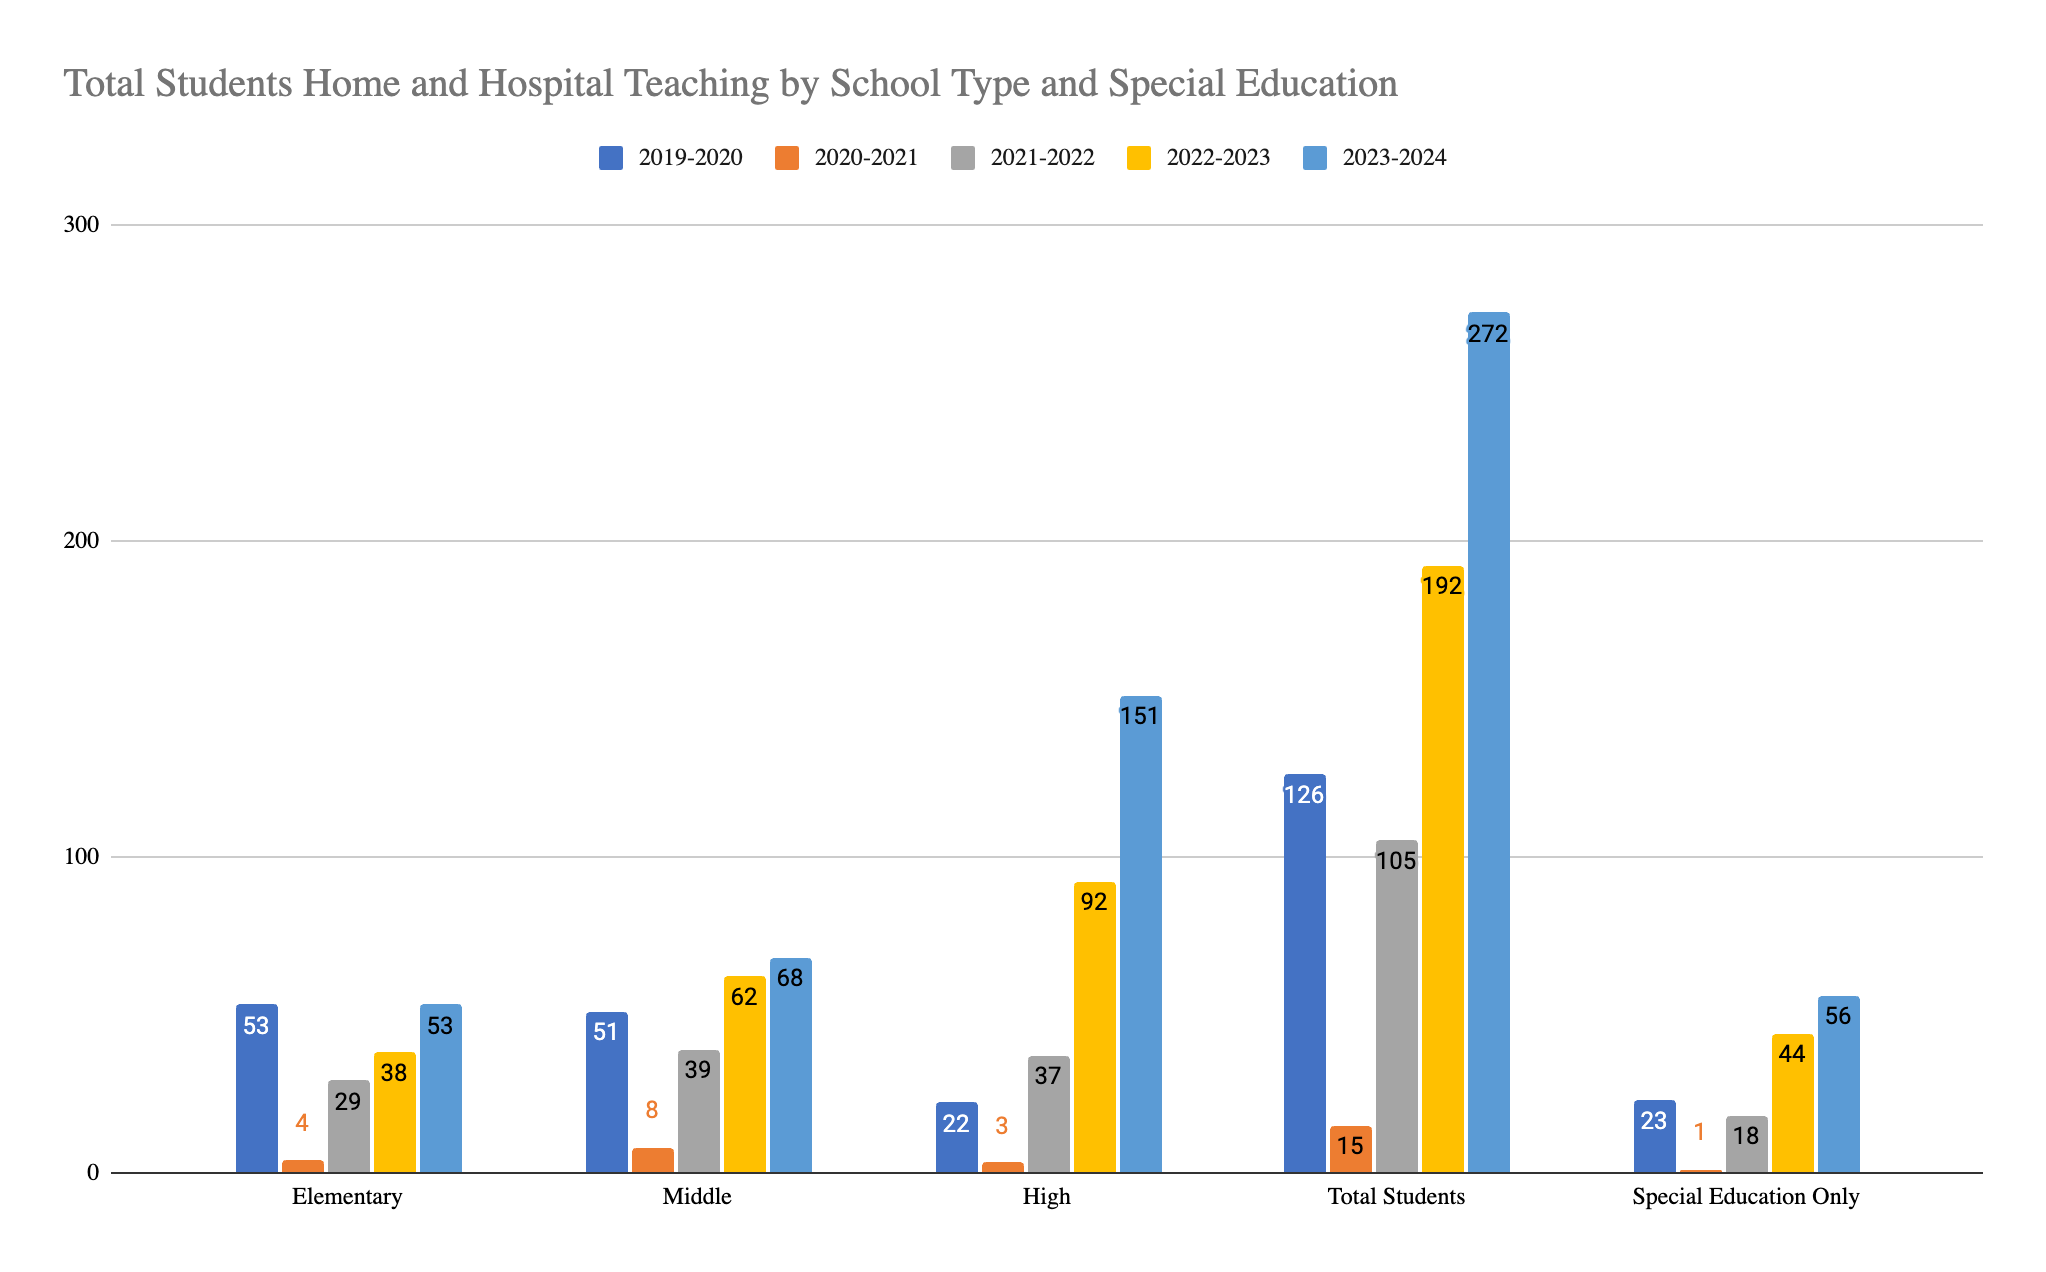 Total Students Home and Hospital Teaching by School Type and Special Education
2019-2020 2020-2021 2021-2022 2022-2023 2023-2024
300
200
100
0
53 4 29 38 53
51 8 39 62 68
22 3 37 92 151
126 15 105 192 272
23 1 18 44 56
Elementary Middle High Total Students Special Education Only